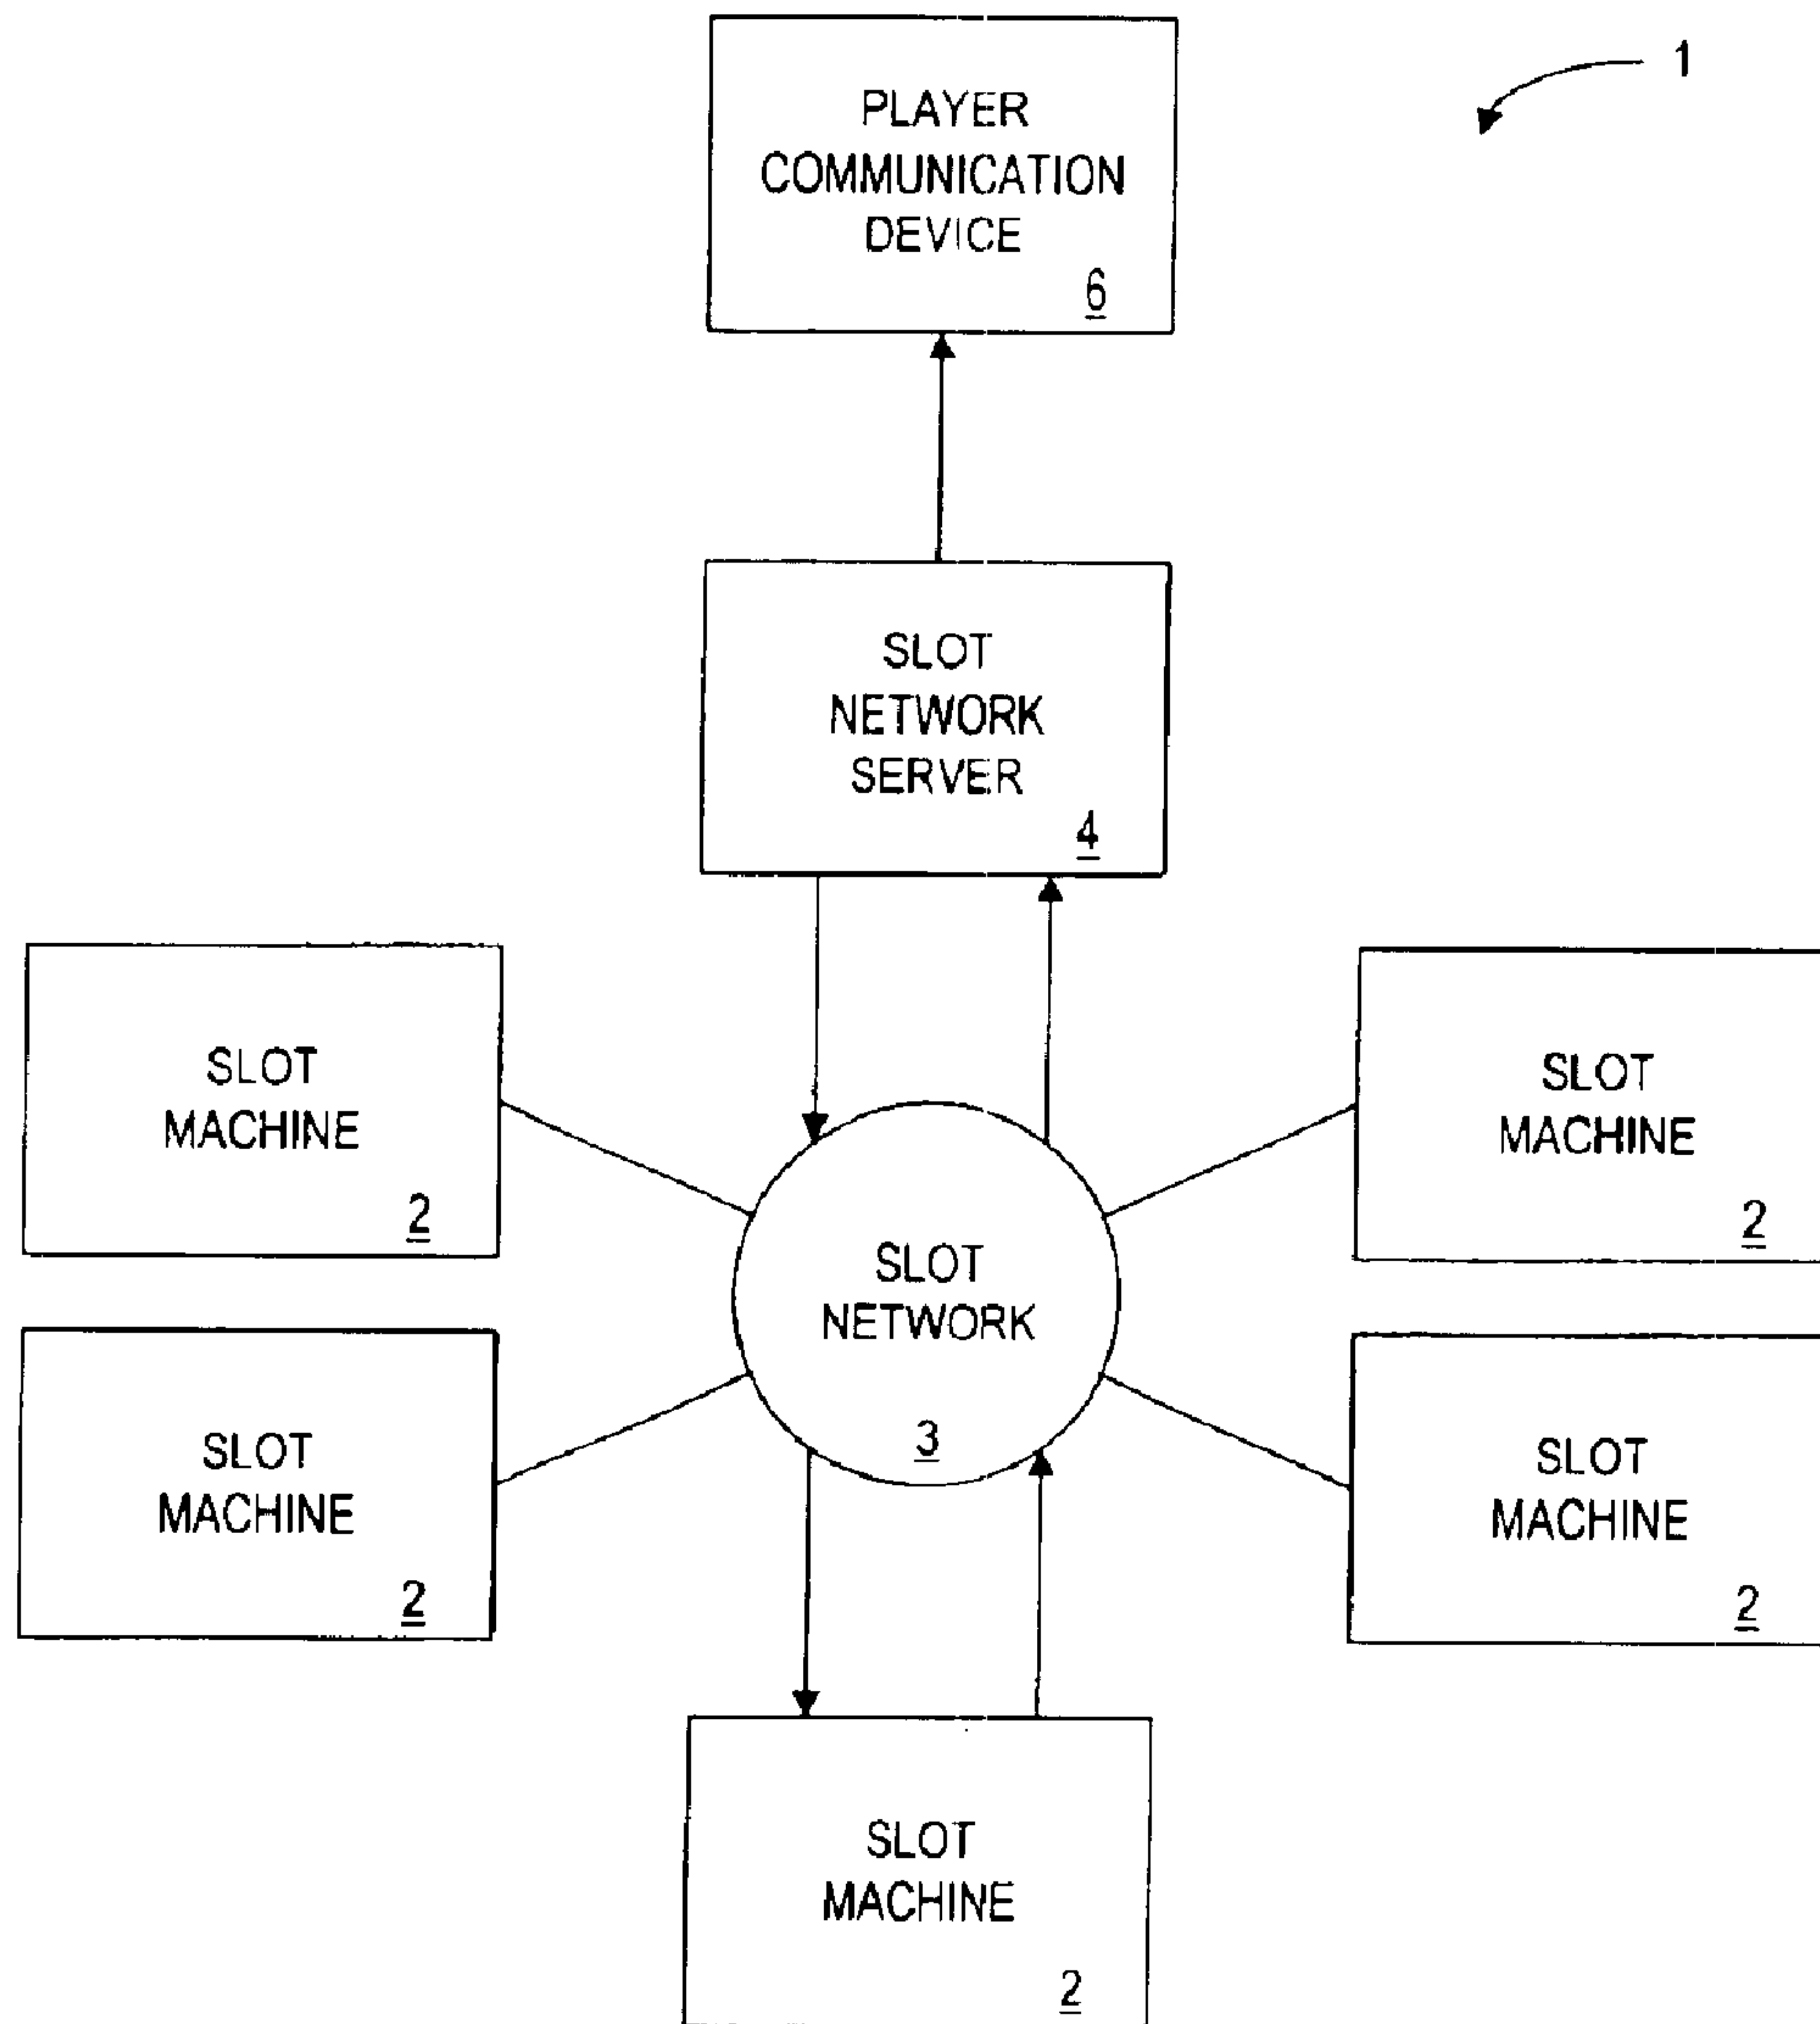 1
PLAYER
COMMUNICATION
DEVICE
6
SLOT
NETWORK
SERVER
4
SLOT
MACHINE
2
SLOT
MACHINE
2
SLOT
NETWORK
3
SLOT
MACHINE
2
SLOT
MACHINE
2
SLOT
MACHINE
2